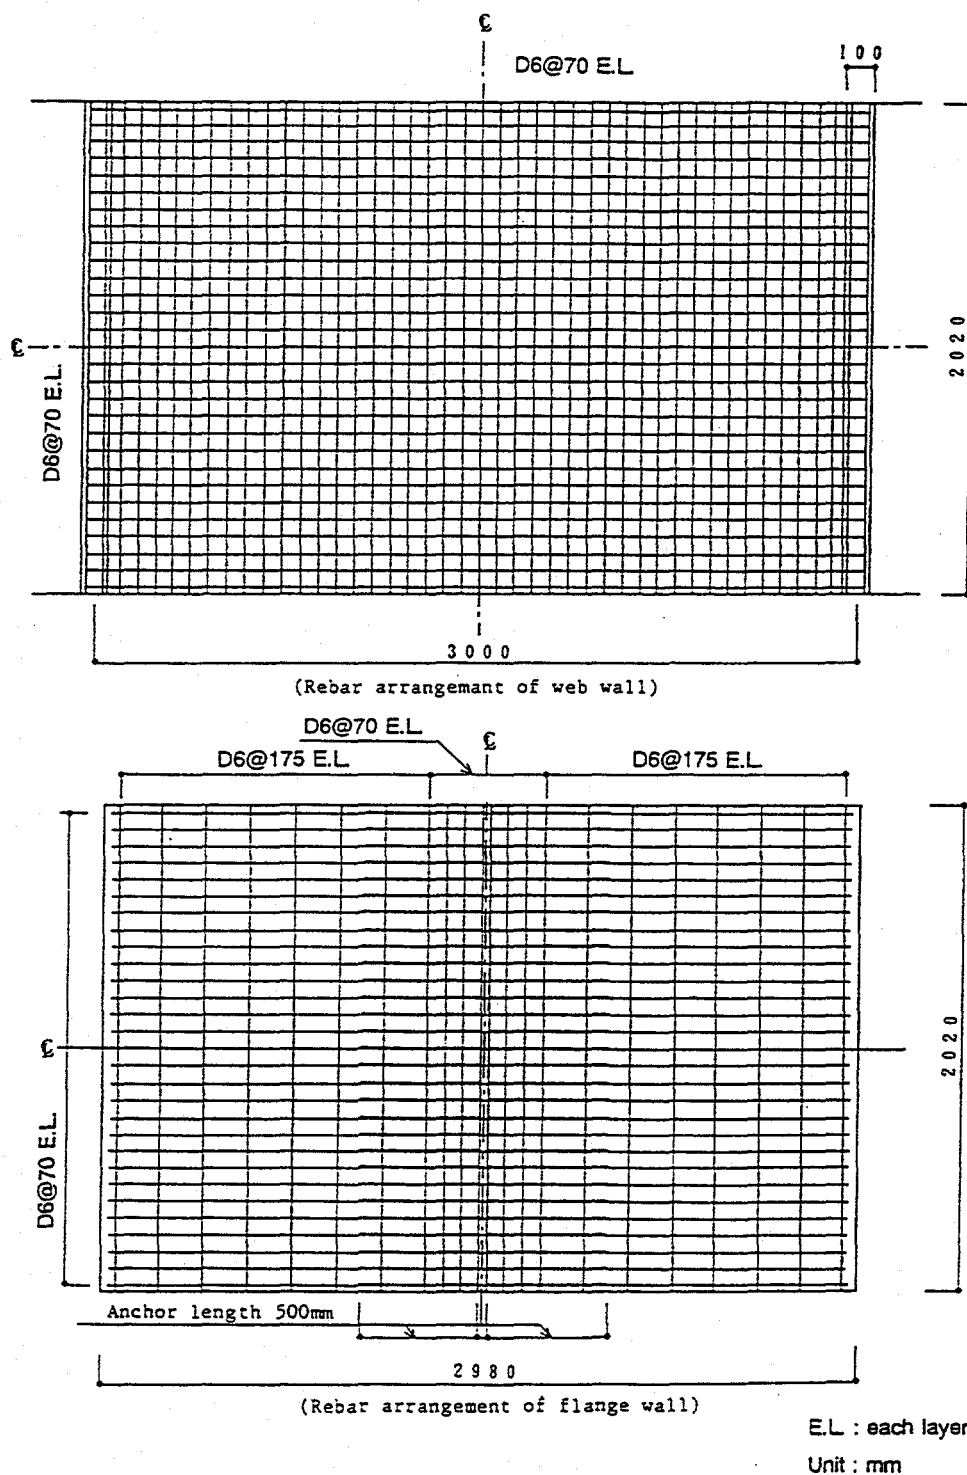 ℄
D6@70 E.L.
100
℄
D6@70 E.L.
2020
3000
(Rebar arrangemant of web wall)
D6@70 E.L.
℄
D6@175 E.L.
D6@175 E.L.
℄
D6@70 E.L.
2020
Anchor length 500mm
2980
(Rebar arrangement of flange wall)
E.L. : each layer
Unit : mm